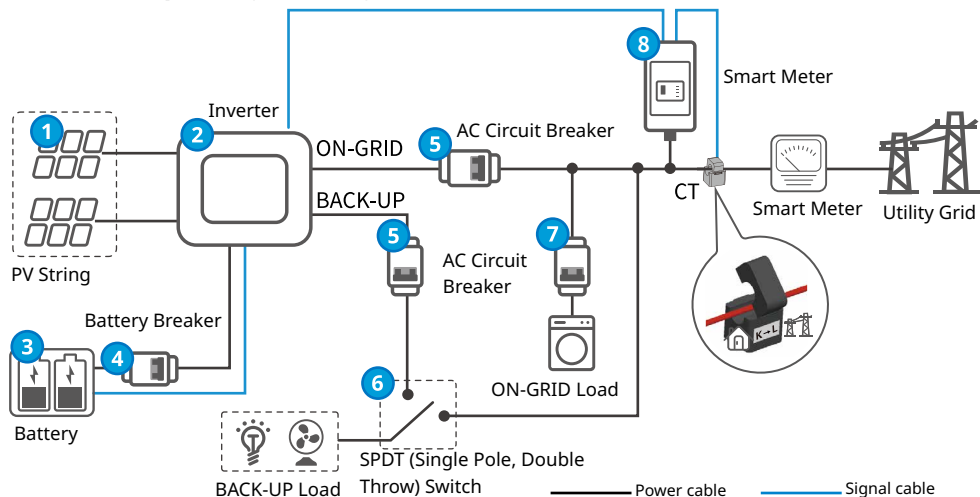 8
Smart Meter
1
Inverter
2
ON-GRID
5
AC Circuit Breaker
BACK-UP
CT
Smart Meter
Utility Grid
5
AC Circuit
Breaker
7
PV String
Battery Breaker
K→L
3
4
6
ON-GRID Load
Battery
SPDT (Single Pole, Double
Throw) Switch
BACK-UP Load
Power cable
Signal cable